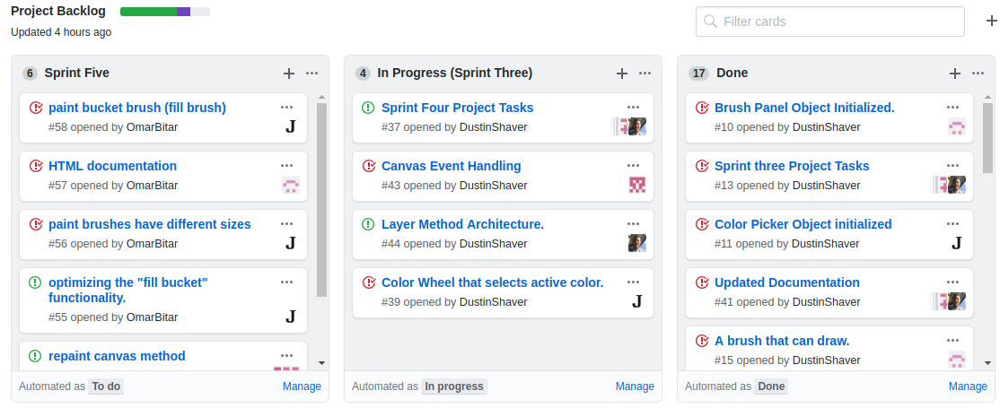 Project Backlog
Updated 4 hours ago
Filter cards
6 Sprint Five
paint bucket brush (fill brush)
#58 opened by OmarBitar
J
HTML documentation
#57 opened by OmarBitar
paint brushes have different sizes
#56 opened by OmarBitar
J
optimizing the "fill bucket"
functionality.
#55 opened by OmarBitar
J
repaint canvas method
Automated as To do
Manage
4 In Progress (Sprint Three)
Sprint Four Project Tasks
#37 opened by DustinShaver
Canvas Event Handling
#43 opened by DustinShaver
Layer Method Architecture.
#44 opened by DustinShaver
Color Wheel that selects active color.
#39 opened by DustinShaver
J
Automated as In progress
Manage
17 Done
Brush Panel Object Initialized.
#10 opened by DustinShaver
Sprint three Project Tasks
#13 opened by DustinShaver
Color Picker Object initialized
#11 opened by DustinShaver
J
Updated Documentation
#41 opened by DustinShaver
A brush that can draw.
#15 opened by DustinShaver
Automated as Done
Manage